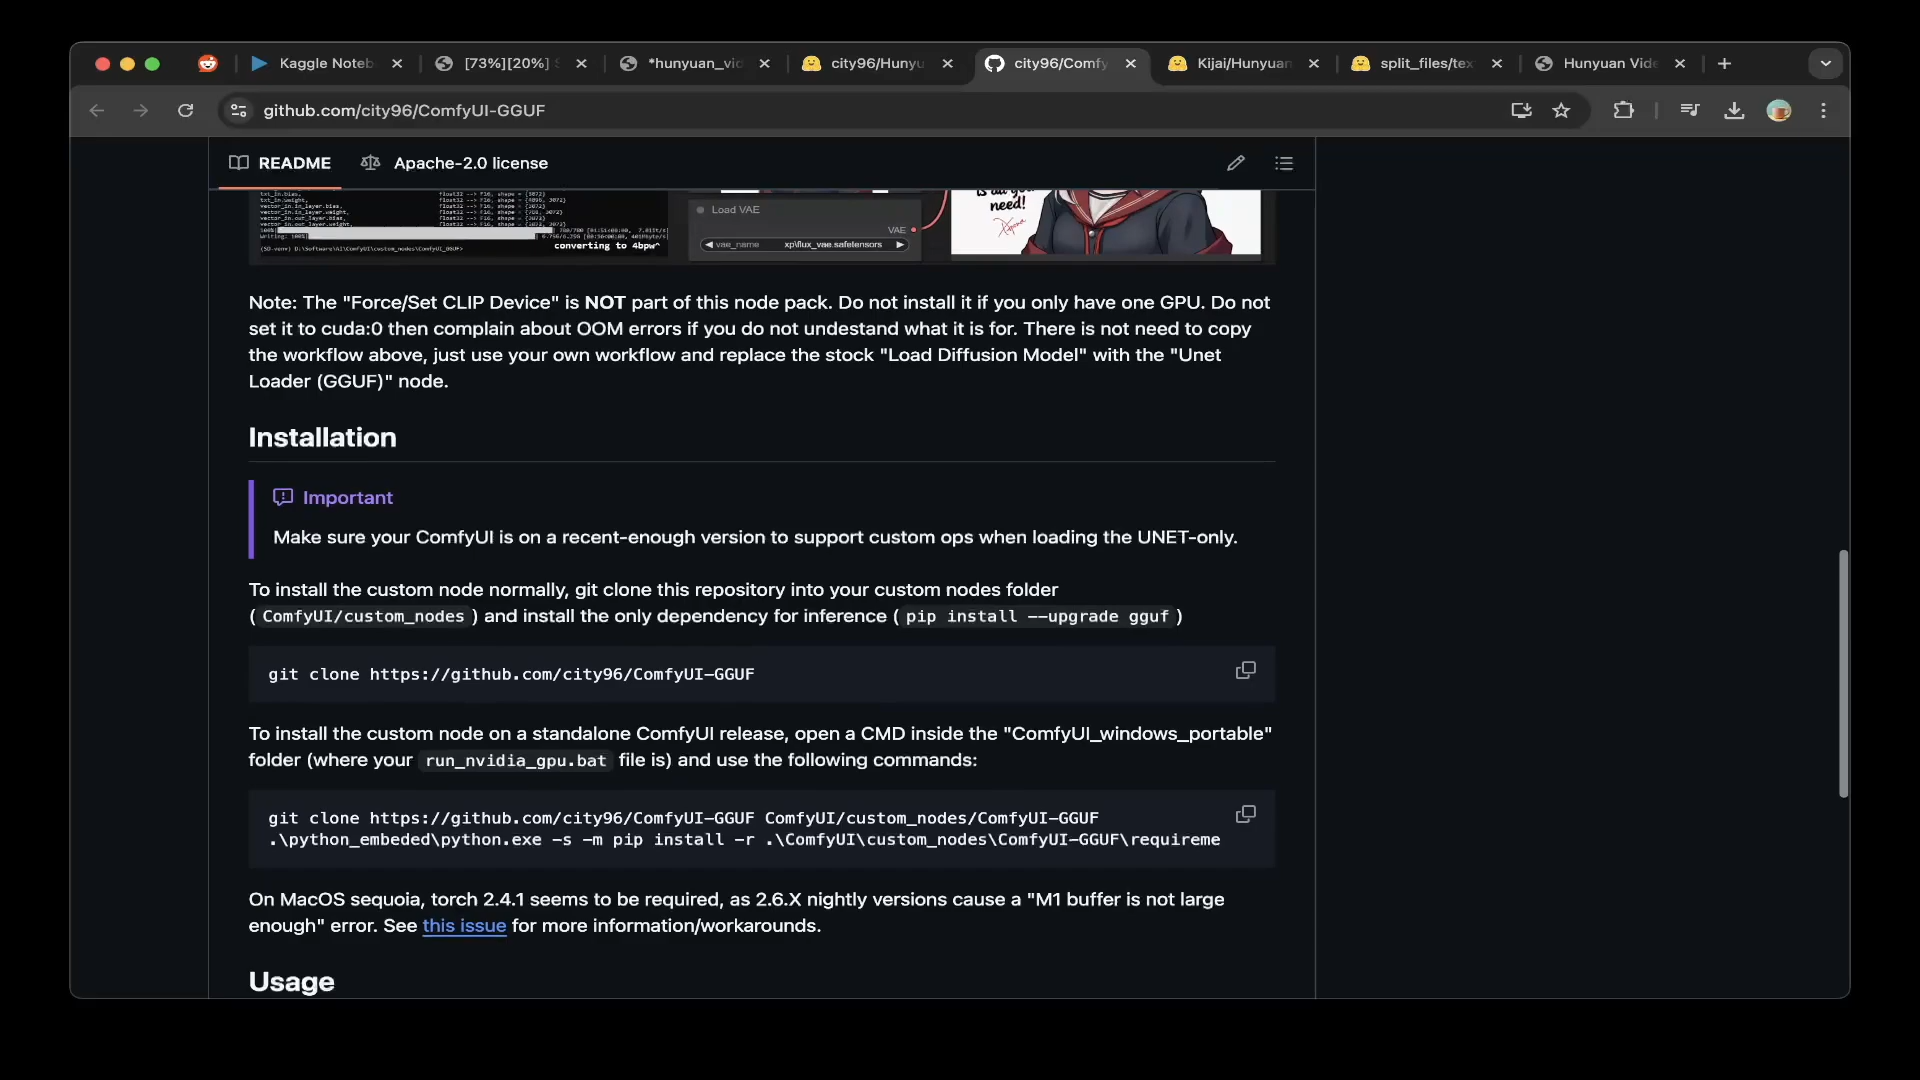 Kaggle Noteb
[73%][20%] S
*hunyuan_vid
city96/Hunyu
city96/Comfy
Kijai/Hunyuan
split_files/tex
Hunyuan Vide
github.com/city96/ComfyUI-GGUF
README
Apache-2.0 license
Load VAE
VAE
vae_name xp\flux_vae.safetensors
converting to 4bpw^
is all you
need!
Note: The "Force/Set CLIP Device" is NOT part of this node pack. Do not install it if you only have one GPU. Do not
set it to cuda:0 then complain about OOM errors if you do not undestand what it is for. There is not need to copy
the workflow above, just use your own workflow and replace the stock "Load Diffusion Model" with the "Unet
Loader (GGUF)" node.
Installation
Important
Make sure your ComfyUI is on a recent-enough version to support custom ops when loading the UNET-only.
To install the custom node normally, git clone this repository into your custom nodes folder
( ComfyUI/custom_nodes ) and install the only dependency for inference ( pip install --upgrade gguf )
git clone https://github.com/city96/ComfyUI-GGUF
To install the custom node on a standalone ComfyUI release, open a CMD inside the "ComfyUI_windows_portable"
folder (where your run_nvidia_gpu.bat file is) and use the following commands:
git clone https://github.com/city96/ComfyUI-GGUF ComfyUI/custom_nodes/ComfyUI-GGUF
.\python_embeded\python.exe -s -m pip install -r .\ComfyUI\custom_nodes\ComfyUI-GGUF\requireme
On MacOS sequoia, torch 2.4.1 seems to be required, as 2.6.X nightly versions cause a "M1 buffer is not large
enough" error. See this issue for more information/workarounds.
Usage